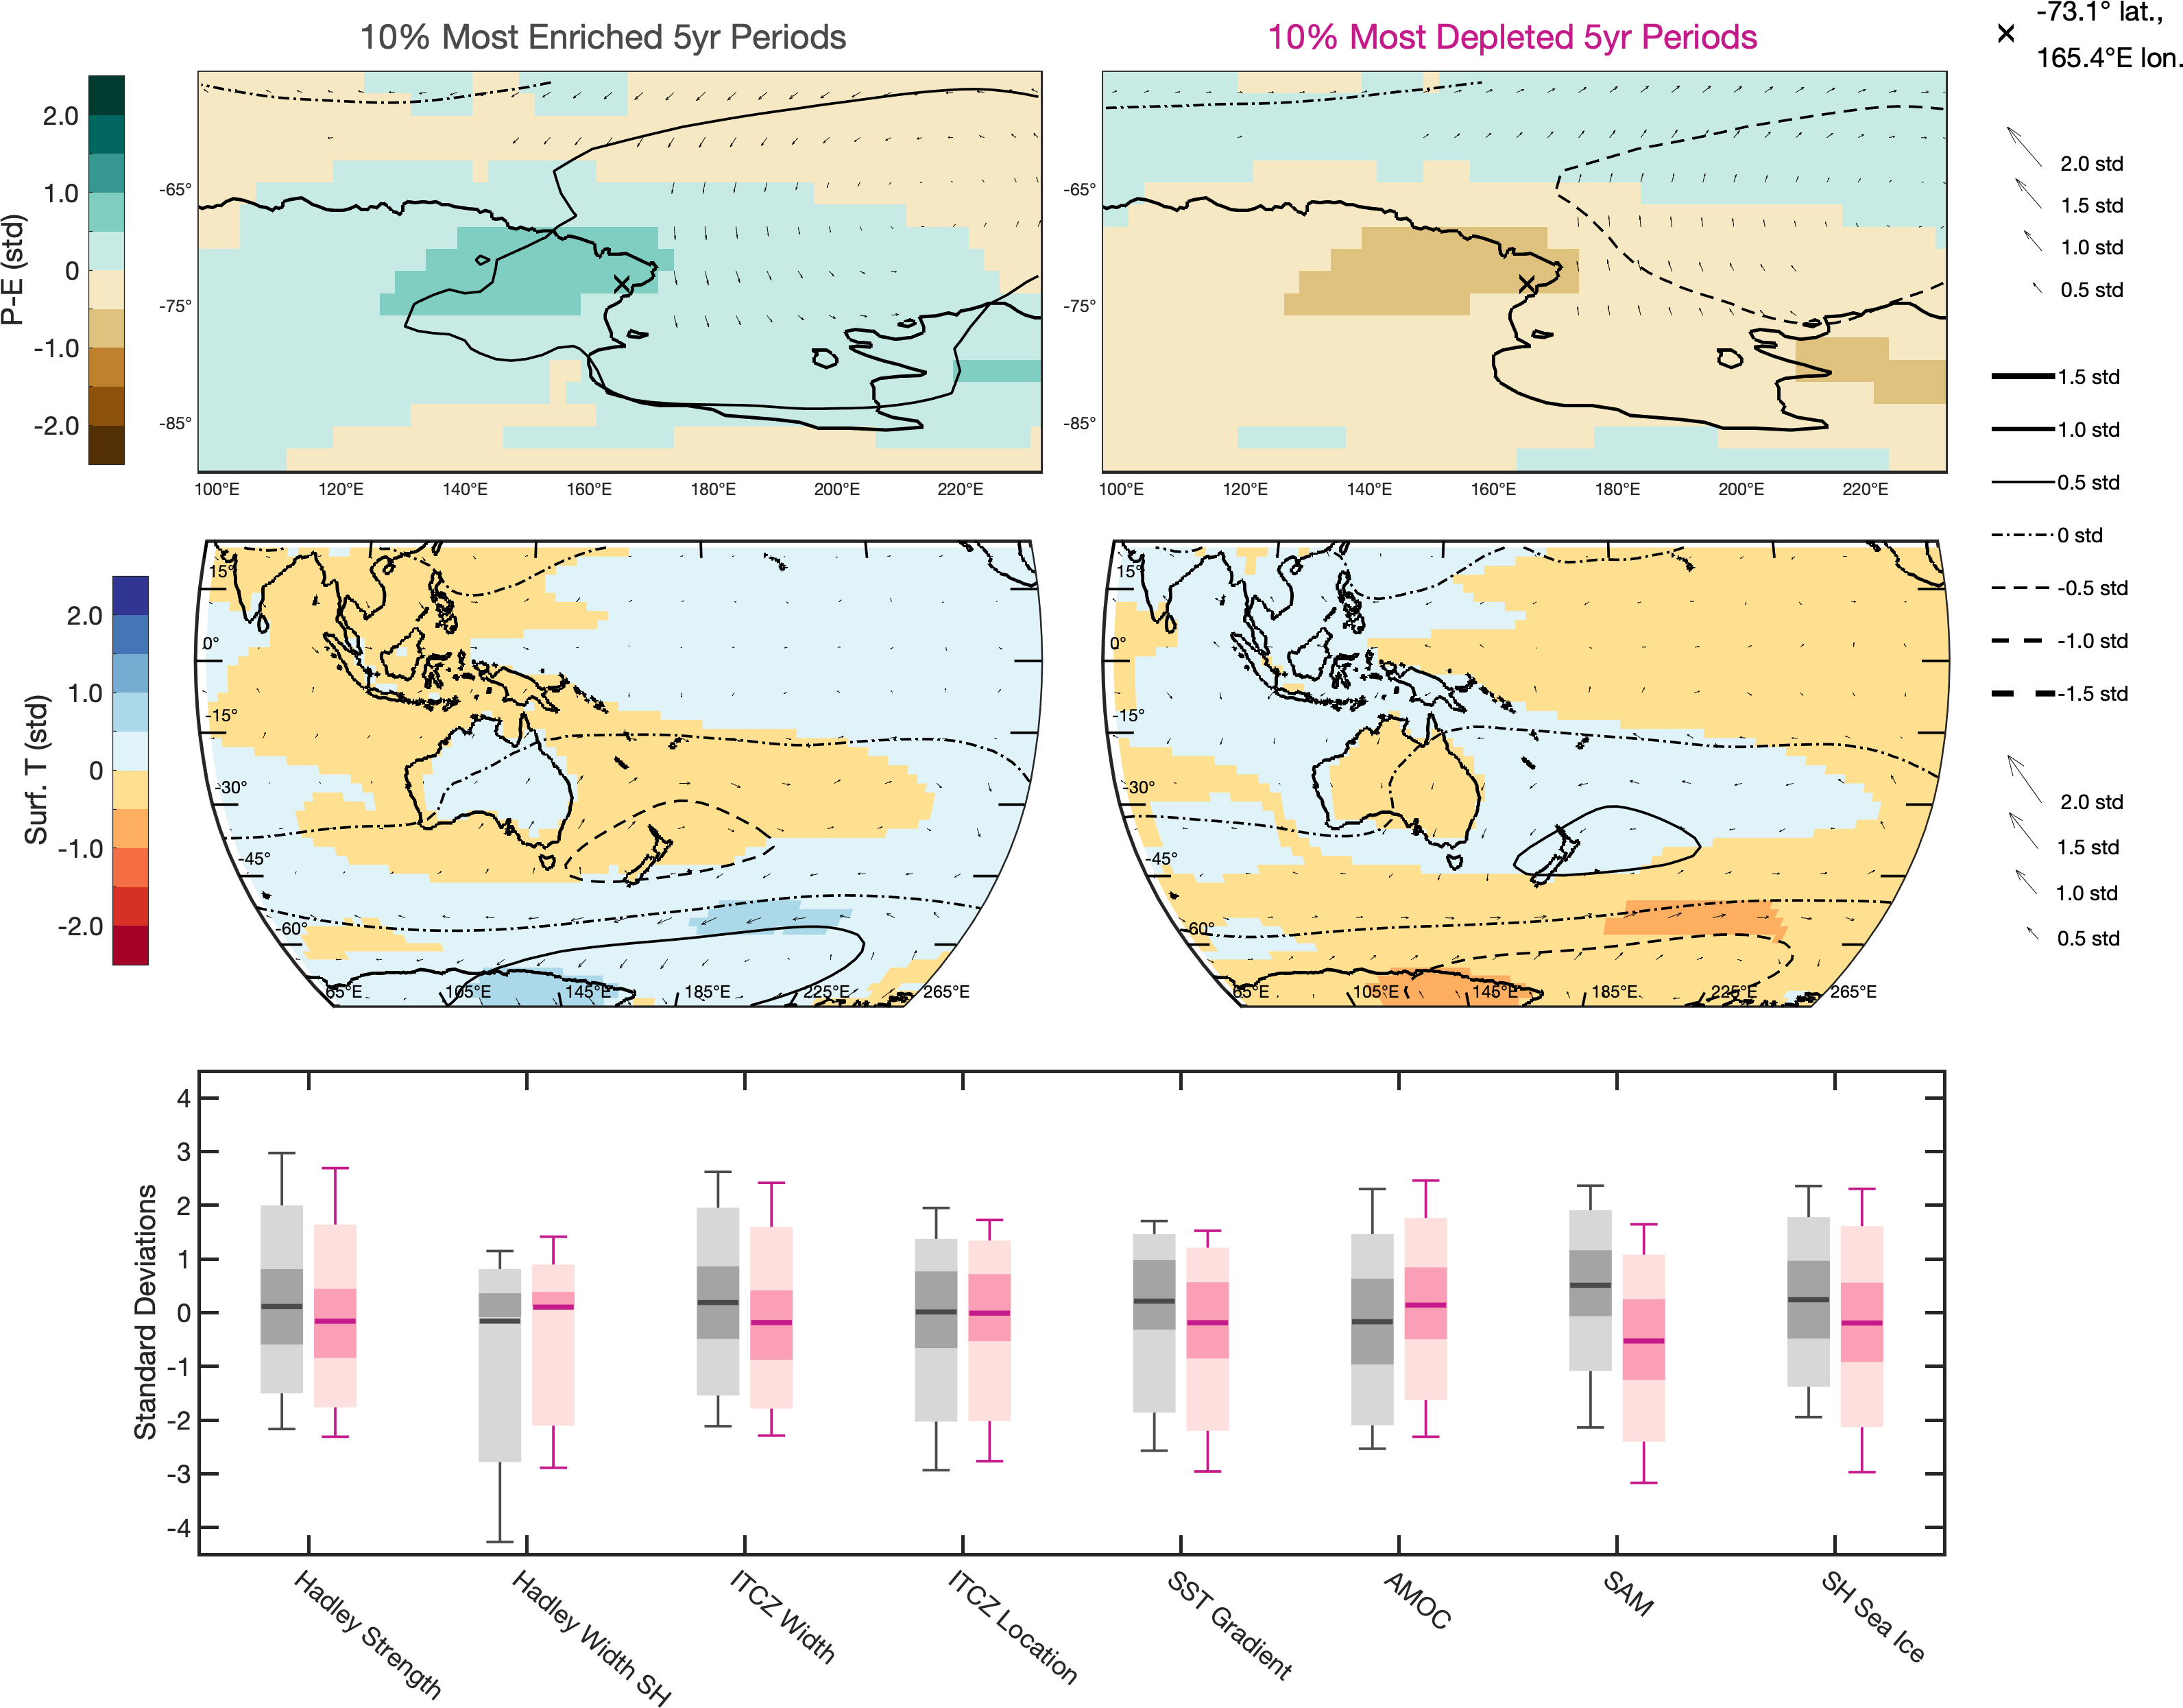 10% Most Enriched 5yr Periods
10% Most Depleted 5yr Periods
-73.1° lat.,
165.4°E lon.
P-E (std)
2.0
1.0
0
-1.0
-2.0
-65°
-75°
-85°
100°E 120°E 140°E 160°E 180°E 200°E 220°E
-65°
-75°
-85°
100°E 120°E 140°E 160°E 180°E 200°E 220°E
2.0 std
1.5 std
1.0 std
0.5 std
1.5 std
1.0 std
0.5 std
0 std
-0.5 std
-1.0 std
-1.5 std
Surf. T (std)
2.0
1.0
0
-1.0
-2.0
15°
0°
-15°
-30°
-45°
-60°
65°E 105°E 145°E 185°E 225°E 265°E
15°
0°
-15°
-30°
-45°
-60°
65°E 105°E 145°E 185°E 225°E 265°E
2.0 std
1.5 std
1.0 std
0.5 std
Standard Deviations
4
3
2
1
0
-1
-2
-3
-4
Hadley Strength
Hadley Width SH
ITCZ Width
ITCZ Location
SST Gradient
AMOC
SAM
SH Sea Ice